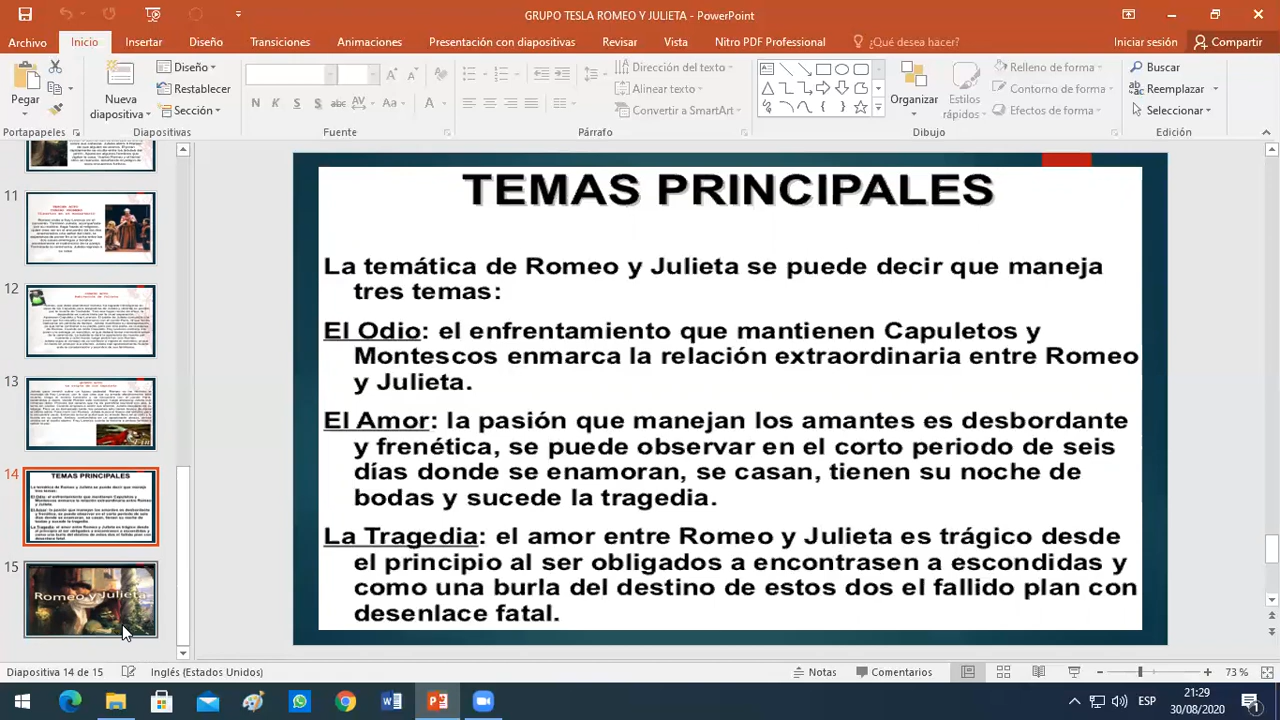 GRUPO TESLA ROMEO Y JULIETA - PowerPoint
Archivo Inicio Insertar Diseño Transiciones Animaciones Presentación con diapositivas Revisar Vista Nitro PDF Professional ¿Qué desea hacer? Iniciar sesión Compartir
Pegar
Portapapeles
Nueva
diapositiva
Diseño
Restablecer
Sección
Diapositivas
N K S S abc AV Aa A
Fuente
Dirección del texto
Alinear texto
Convertir a SmartArt
Párrafo
Organizar
Estilos
rápidos
Relleno de forma
Contorno de forma
Efectos de forma
Dibujo
Buscar
Reemplazar
Seleccionar
Edición
11
12
13
14
TEMAS PRINCIPALES
15
Romeo y Julieta
TEMAS PRINCIPALES
La temática de Romeo y Julieta se puede decir que maneja
tres temas:
El Odio: el enfrentamiento que mantienen Capuletos y
Montescos enmarca la relación extraordinaria entre Romeo
y Julieta.
El Amor: la pasión que manejan los amantes es desbordante
y frenética, se puede observar en el corto periodo de seis
días donde se enamoran, se casan, tienen su noche de
bodas y sucede la tragedia.
La Tragedia: el amor entre Romeo y Julieta es trágico desde
el principio al ser obligados a encontrasen a escondidas y
como una burla del destino de estos dos el fallido plan con
desenlace fatal.
Diapositiva 14 de 15 Inglés (Estados Unidos) Notas Comentarios 73 %
ESP
21:29
30/08/2020
1